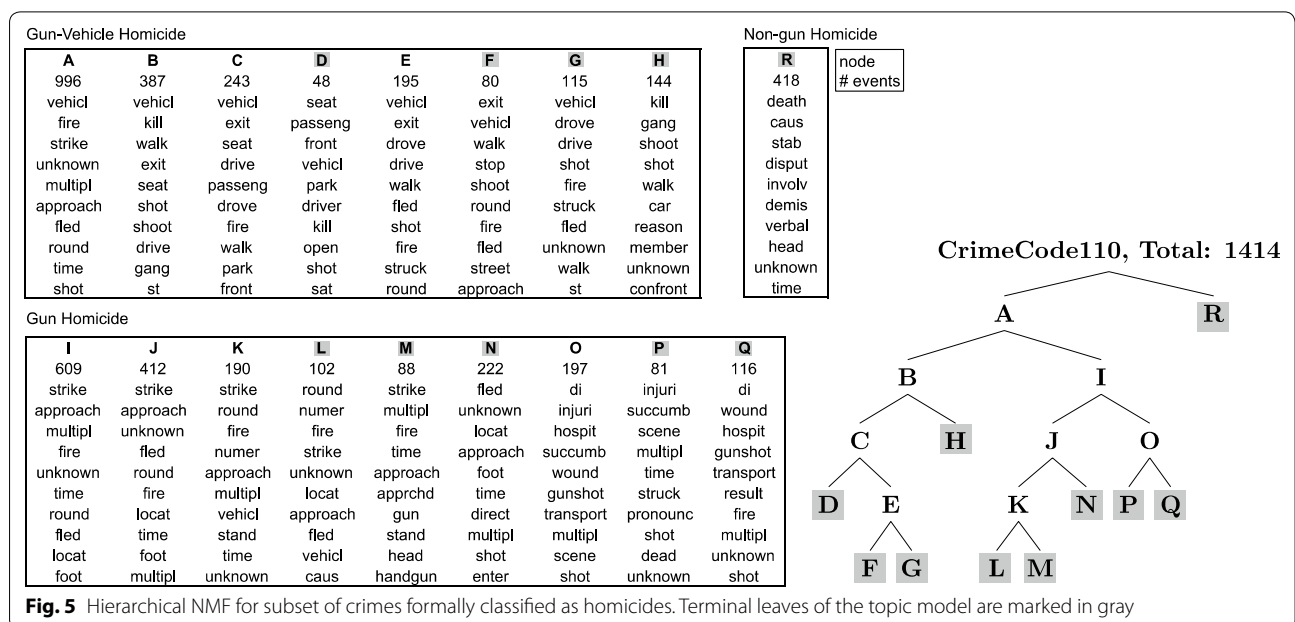 Gun-Vehicle Homicide
A B C D E F G H
996 387 243 48 195 80 115 144
vehicl vehicl vehicl seat vehicl exit vehicl kill
fire kill exit passeng exit vehicl drove gang
strike walk seat front drove walk drive shoot
unknown exit drive vehicl drive stop shot shot
multipl seat passeng park walk shoot fire walk
approach shot drove driver fled round struck car
fled shoot fire kill shot fire fled reason
round drive walk open fire fled unknown member
time gang park shot struck street walk unknown
shot st front sat round approach st confront
Non-gun Homicide
R
418
death
caus
stab
disput
involv
demis
verbal
head
unknown
time
node
# events
Gun Homicide
I J K L M N O P Q
609 412 190 102 88 222 197 81 116
strike strike strike round strike fled di injuri di
approach approach round numer multipl unknown injuri succumb wound
multipl unknown fire fire fire locat hospit scene hospit
fire fled numer strike time approach succumb multipl gunshot
unknown round approach unknown approach foot wound time transport
time fire multipl locat apprchd time gunshot struck result
round locat vehicl approach gun direct transport pronounc fire
fled time stand fled stand multipl multipl shot multipl
locat foot time vehicl head shot scene dead unknown
foot multipl unknown caus handgun enter shot unknown shot
CrimeCode110, Total: 1414
A R
B I
C H J O
D E K N P Q
F G L M
Fig. 5 Hierarchical NMF for subset of crimes formally classified as homicides. Terminal leaves of the topic model are marked in gray